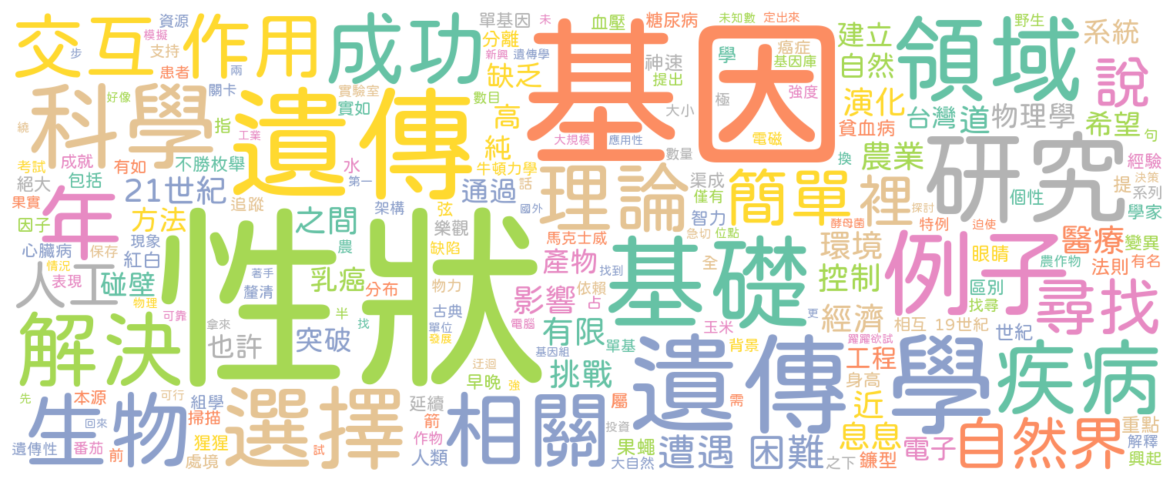 交互作用
資源
模擬
步
支持
患者
兩
關卡
成功
單基因
未
分離
新興
遺傳學
缺乏
血壓
糖尿病
未知數
定出來
神速
提出
學
癌症
基因庫
極
強度
大小
建立
自然
野生
領域
系統
說
科學
好像
繞
工業
指
遺傳
實驗室
實如
數目
高
純
基因
大規模
應用性
電磁
數量
演化
貧血病
台灣
道
物理學
希望
句
考試
成就
有如
不勝枚舉
絕大
包括
21世紀
追蹤
水
第一
牛頓力學
話
通過
弦
架構
國外
理論
渠成
僅有
簡單
裡
換
農業
研究
經驗
決策
提
系列
個性
學家
果實
因子
年
方法
之間
樂觀
農
缺陷
智力
急切
位點
酵母菌
探討
特例
迫使
心臟病
保存
現象
紅白
情況
表現
碰壁
著手
釐清
性狀
乳癌
分布
物力
產物
馬克士威
找到
全
基礎
環境
控制
例子
眼睛
農作物
醫療
變異
法則
有名
區別
找尋
尋找
人工
物理
可靠
拿來
也許
突破
半
找
古典
單位
發展
影響
依賴
占
電腦
有限
玉米
更
經濟
相互
19世紀
世紀
解決
迂迴
基因組
單基
背景
躍躍欲試
挑戰
早晚
強
工程
身高
疾病
先
本源
可行
組學
掃描
生物
回來
選擇
延續
箭
作物
人類
相關
屬
投資
遺傳學
需
近
息息
電子
鐮型
自然界
重點
解釋
興起
遺傳性
番茄
前
猩猩
處境
試
果蠅
大自然
遭遇
困難
之下